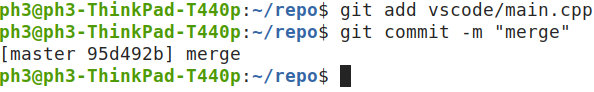 ph3@ph3-ThinkPad-T440p:~/repo$ git add vscode/main.cpp
ph3@ph3-ThinkPad-T440p:~/repo$ git commit -m "merge"
[master 95d492b] merge
ph3@ph3-ThinkPad-T440p:~/repo$